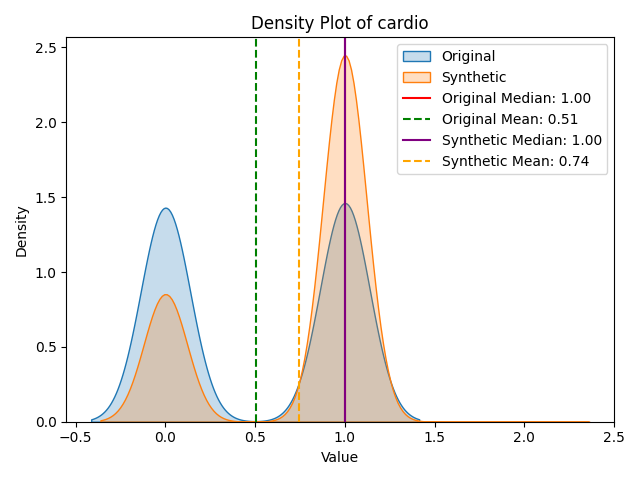 Density Plot of cardio
Original
Synthetic
Original Median: 1.00
Original Mean: 0.51
Synthetic Median: 1.00
Synthetic Mean: 0.74
Density
2.5
2.0
1.5
1.0
0.5
0.0
−0.5 0.0 0.5 1.0 1.5 2.0 2.5
Value